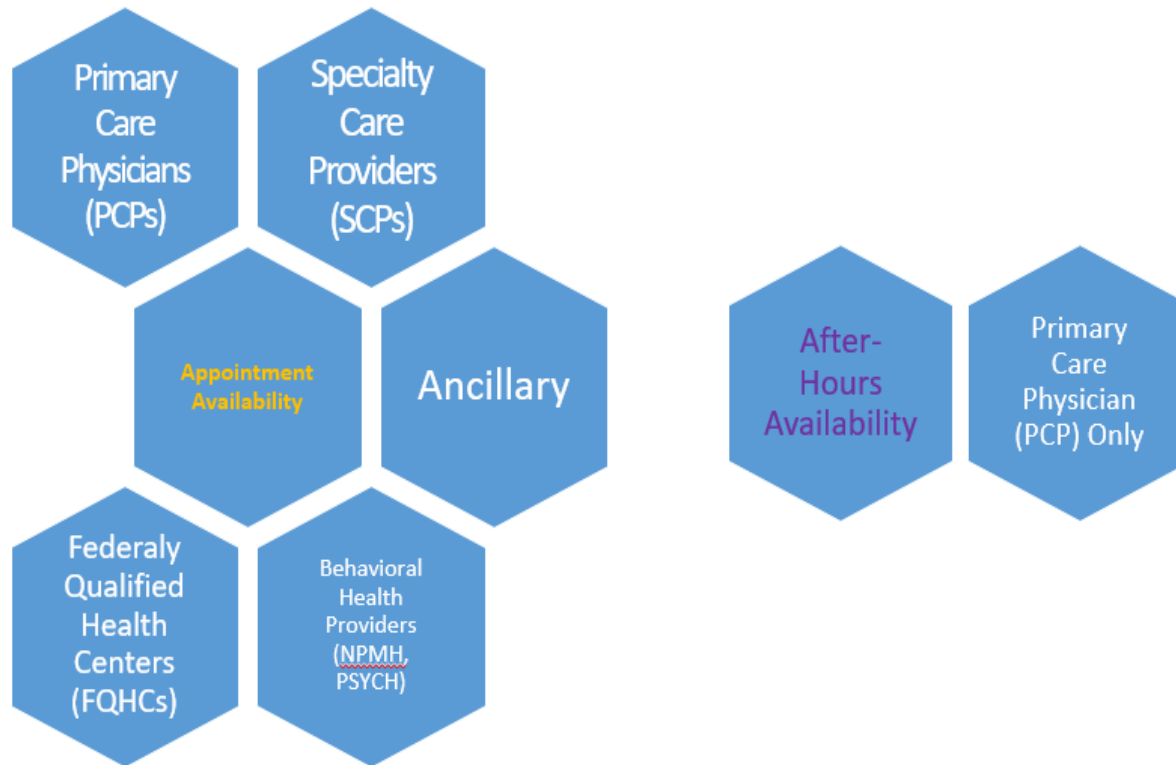 Primary
Care
Physicians
(PCPs)
Specialty
Care
Providers
(SCPs)
Appointment
Availability
Ancillary
Federaly
Qualified
Health
Centers
(FQHCs)
Behavioral
Health
Providers
(NPMH,
PSYCH)
After-
Hours
Availability
Primary
Care
Physician
(PCP) Only